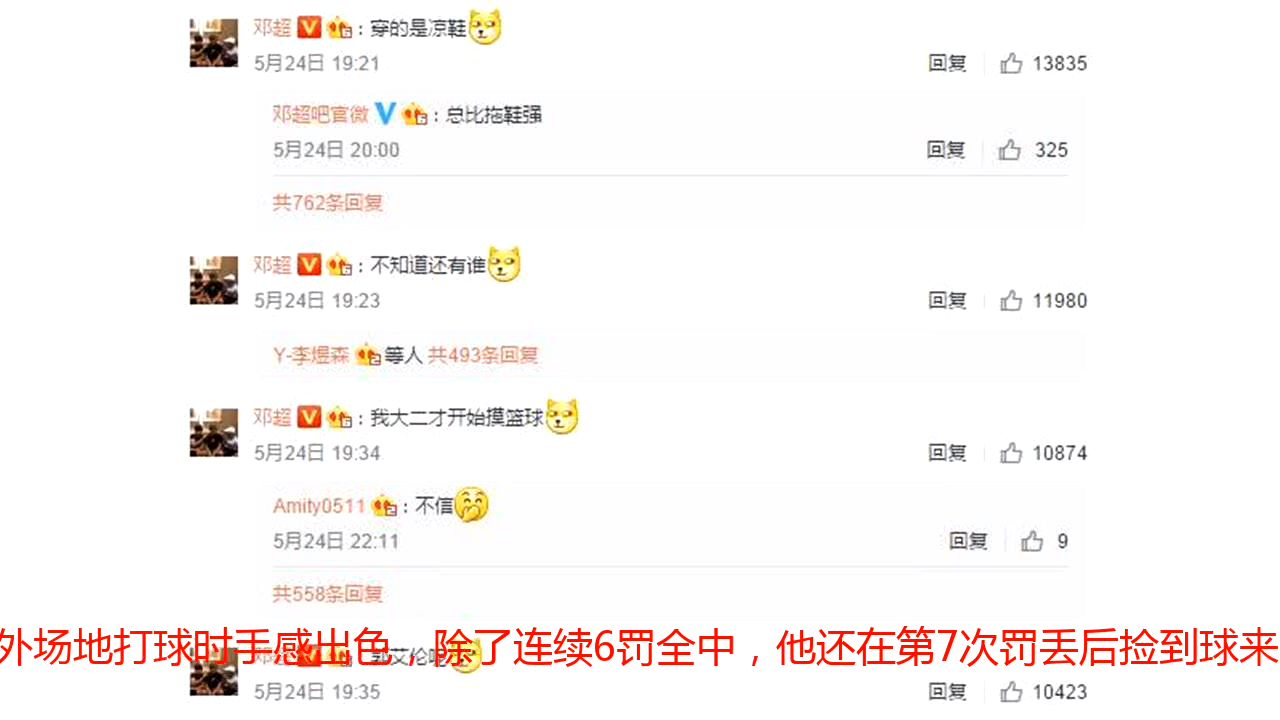 邓超 V：穿的是凉鞋
5月24日 19:21 回复 13835
邓超吧官微 V：总比拖鞋强
5月24日 20:00 回复 325
共762条回复
邓超 V：不知道还有谁
5月24日 19:23 回复 11980
Y-李煜森 等人 共493条回复
邓超 V：我大二才开始摸篮球
5月24日 19:34 回复 10874
Amity0511：不信
5月24日 22:11 回复 9
共558条回复
外场地打球时手感出色，除了连续6罚全中，他还在第7次罚丢后捡到球来
邓超 V：郭艾伦呢
5月24日 19:35 回复 10423